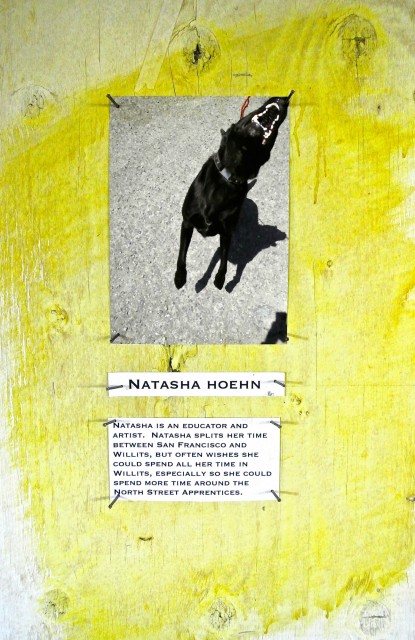 NATASHA HOEHN
NATASHA IS AN EDUCATOR AND
ARTIST. NATASHA SPLITS HER TIME
BETWEEN SAN FRANCISCO AND
WILLITS, BUT OFTEN WISHES SHE
COULD SPEND ALL HER TIME IN
WILLITS, ESPECIALLY SO SHE COULD
SPEND MORE TIME AROUND THE
NORTH STREET APPRENTICES.